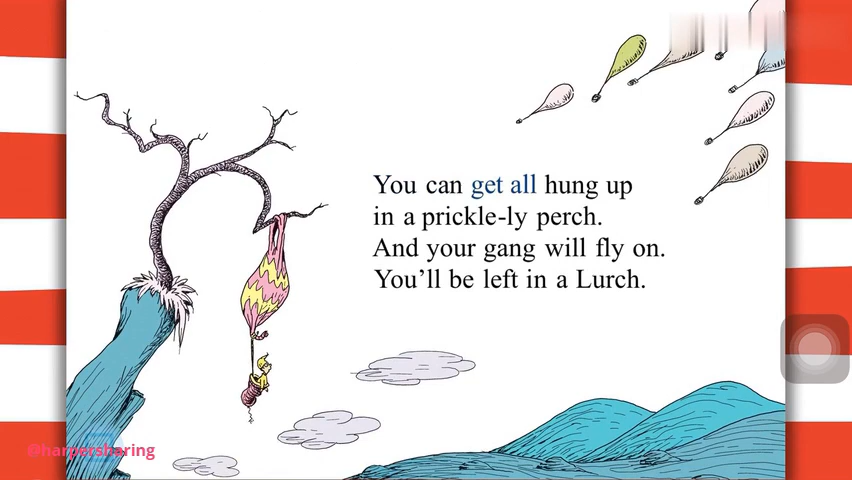 You can get all hung up
in a prickle-ly perch.
And your gang will fly on.
You'll be left in a Lurch.
@harpersharing